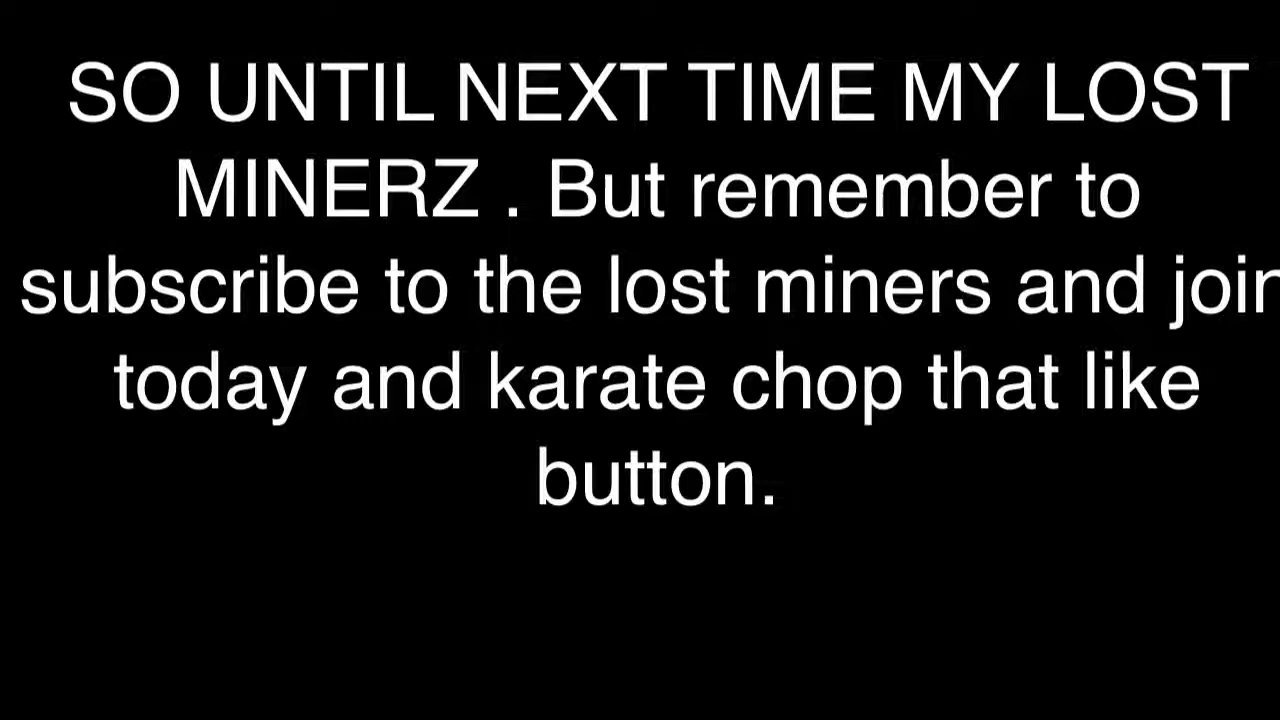 SO UNTIL NEXT TIME MY LOST
MINERZ . But remember to
subscribe to the lost miners and join
today and karate chop that like
button.